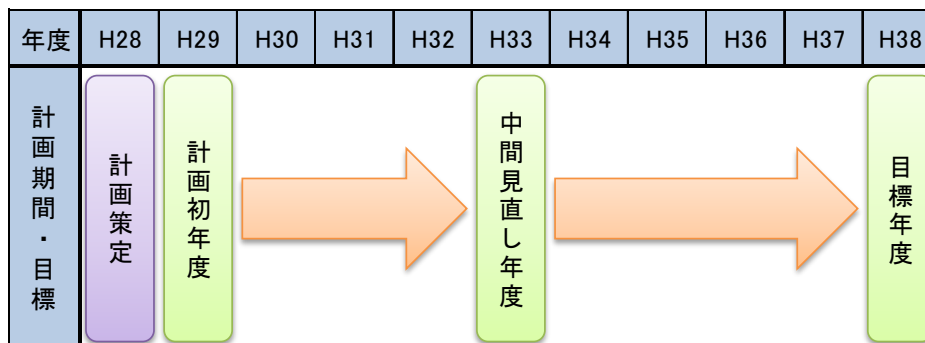 年度 H28 H29 H30 H31 H32 H33 H34 H35 H36 H37 H38
計画期間・目標
計画策定
計画初年度
中間見直し年度
目標年度